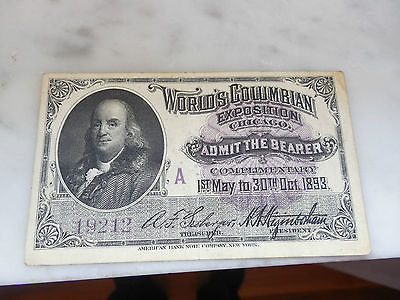 WORLD'S COLUMBIAN
EXPOSITION
CHICAGO.
ADMIT THE BEARER
COMPLIMENTARY
A
1ST May to 30TH Oct. 1893.
19212
TREASURER. PRESIDENT
AMERICAN BANK NOTE COMPANY, NEW YORK.